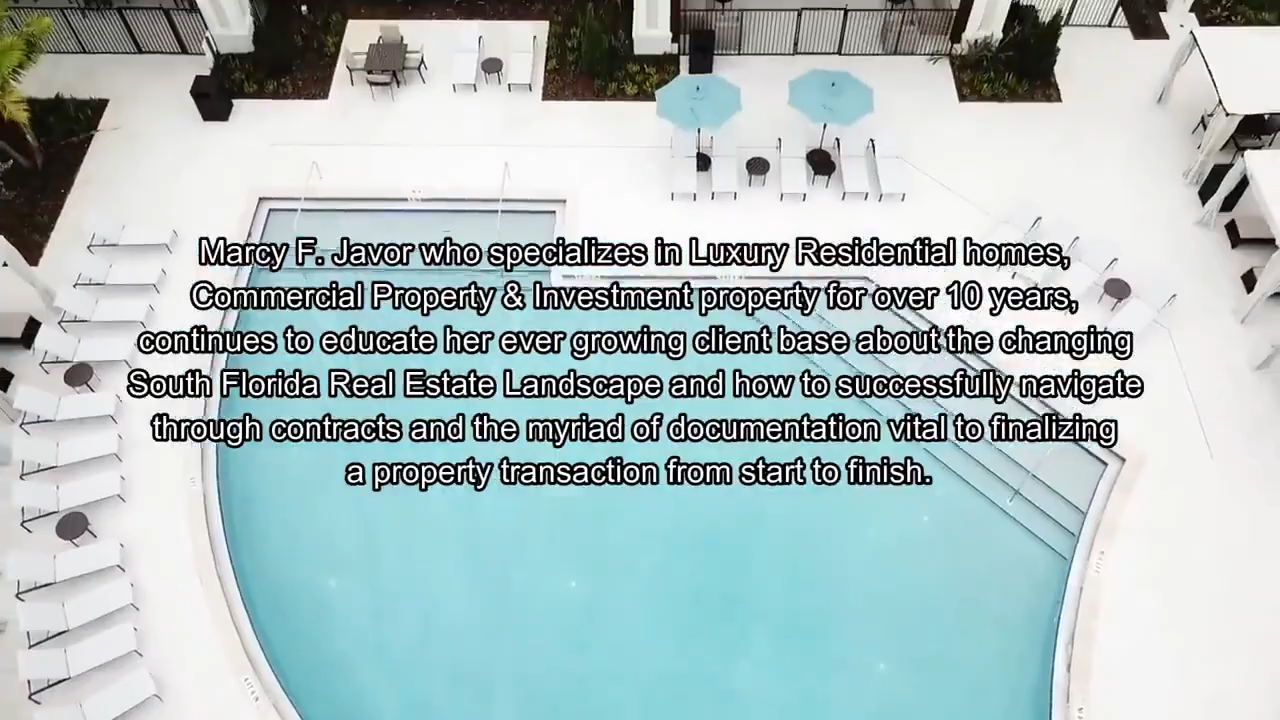 Marcy F. Javor who specializes in Luxury Residential homes,
Commercial Property & Investment property for over 10 years,
continues to educate her ever growing client base about the changing
South Florida Real Estate Landscape and how to successfully navigate
through contracts and the myriad of documentation vital to finalizing
a property transaction from start to finish.